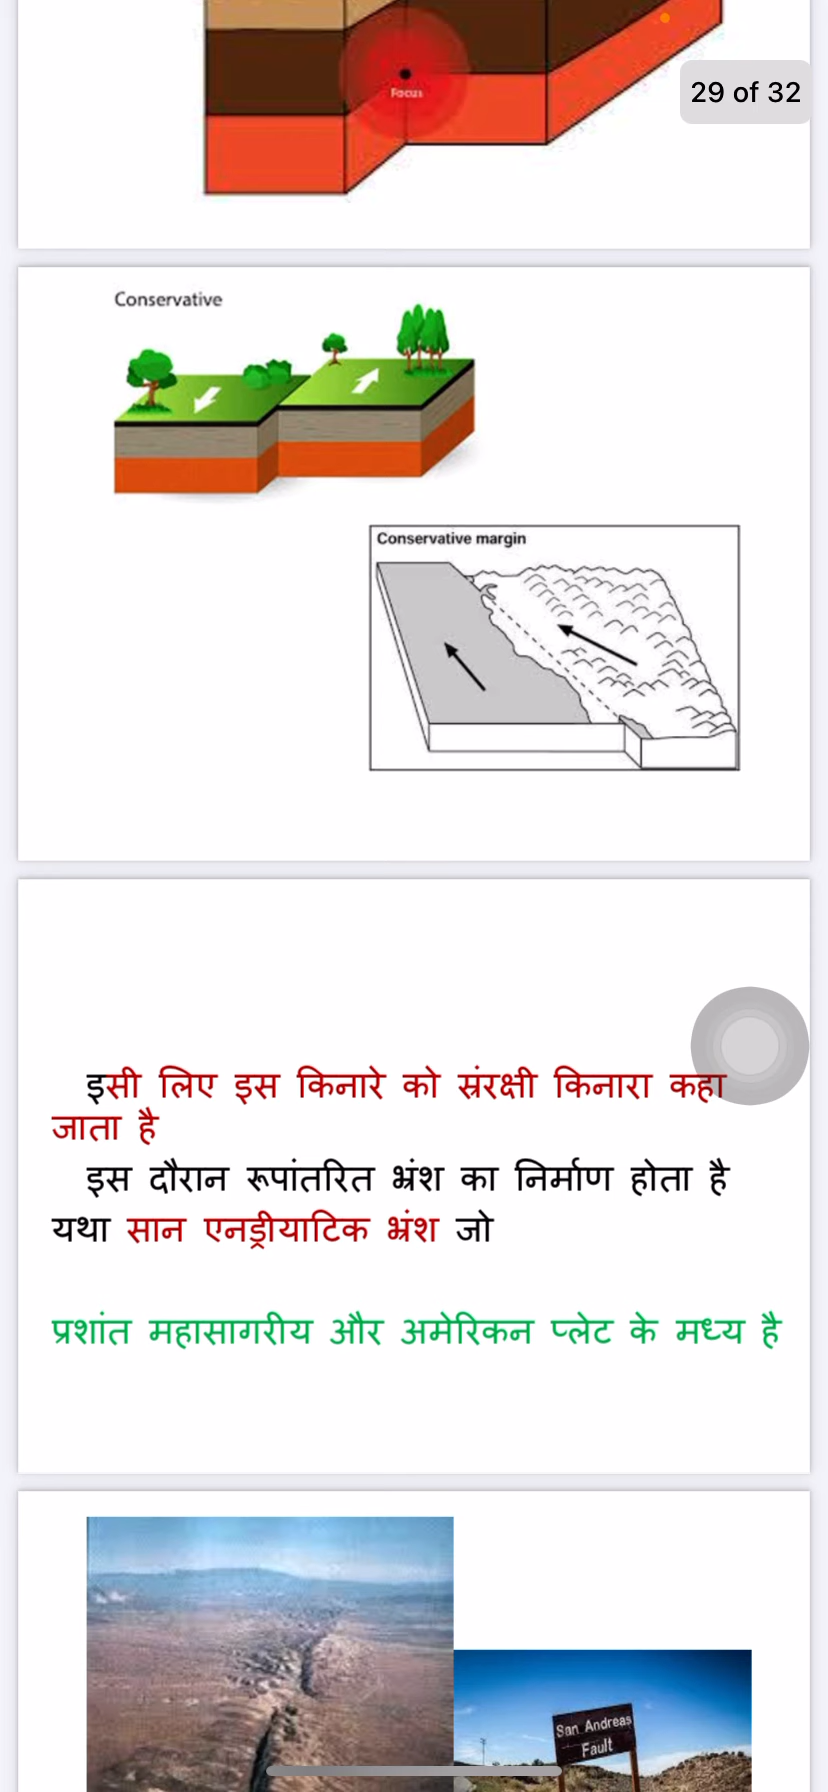 Focus
29 of 32
Conservative
Conservative margin
इसी लिए इस किनारे को स्ंरक्षी किनारा कहा
जाता है
इस दौरान रूपांतरित भ्रंश का निर्माण होता है
यथा सान एनड्रीयाटिक भ्रंश जो
प्रशांत महासागरीय और अमेरिकन प्लेट के मध्य है
San Andreas
Fault